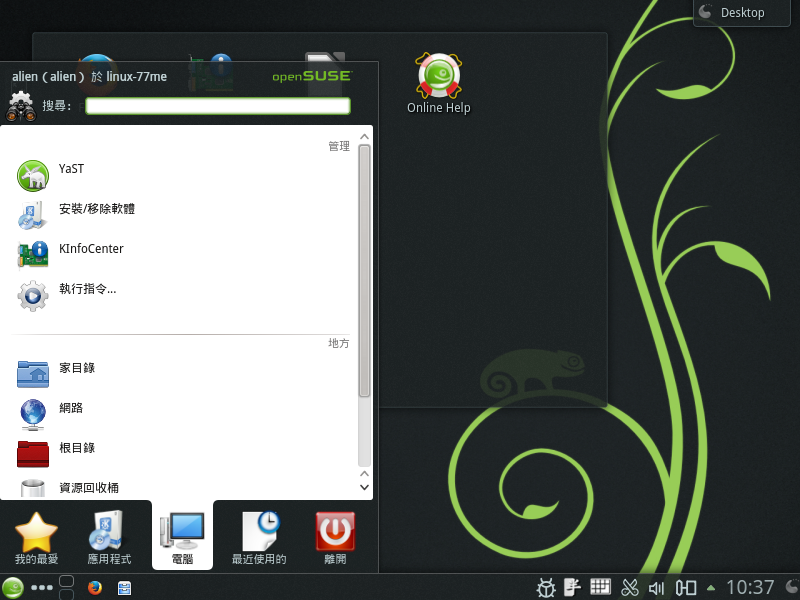 Desktop
alien (alien) 於 linux-77me
openSUSE
搜尋:
Online Help
管理
YaST
安裝/移除軟體
KInfoCenter
執行指令...
地方
家目錄
網路
根目錄
資源回收桶
我的最愛
應用程式
電腦
最近使用的
離開
10:37